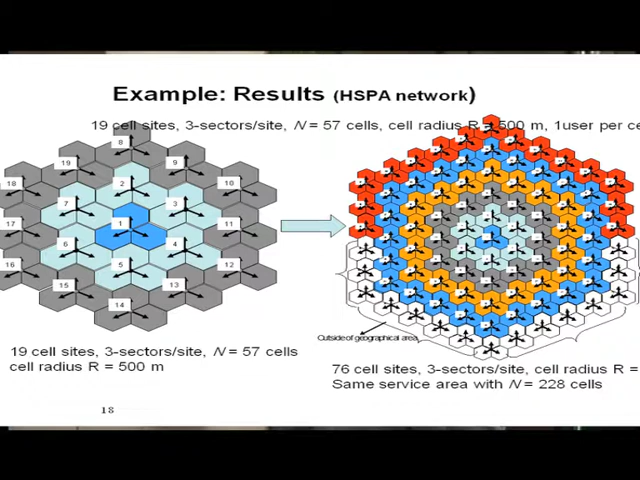 Example: Results (HSPA network)
19 cell sites, 3-sectors/site, N = 57 cells, cell radius R = 500 m, 1user per ce
8
19
9
18
2
10
7
3
17
1
11
6
4
16
5
12
15
13
14
Outside of geographical area
19 cell sites, 3-sectors/site, N = 57 cells
cell radius R = 500 m
76 cell sites, 3-sectors/site, cell radius R =
Same service area with N = 228 cells
18